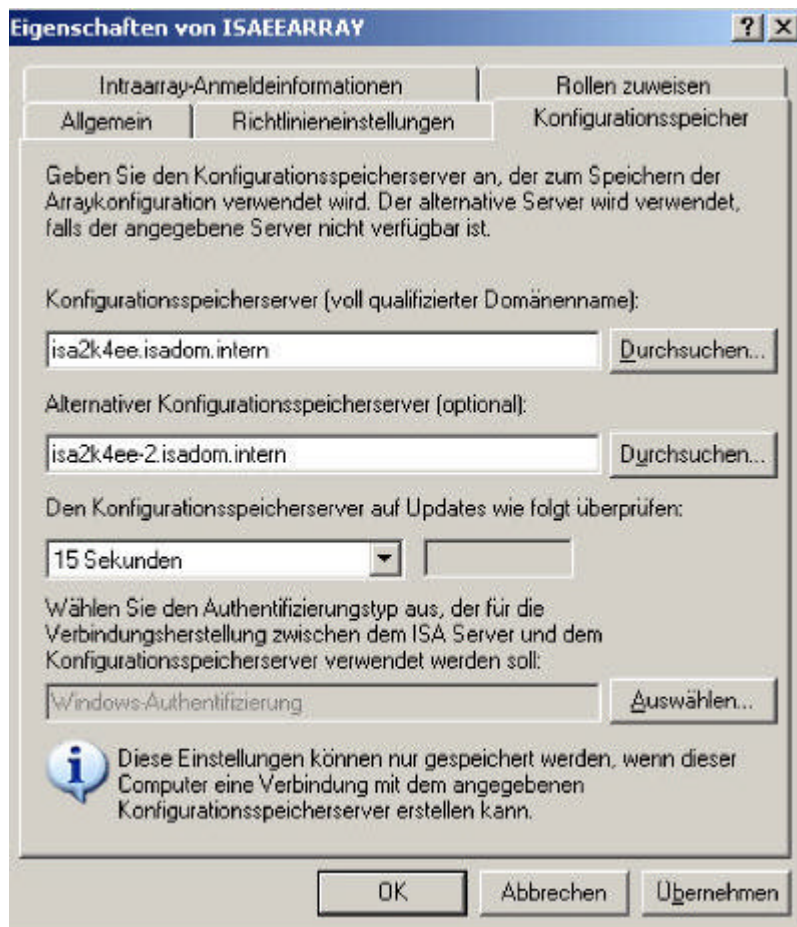 Eigenschaften von ISAEEARRAY
Intraarray-Anmeldeinformationen
Rollen zuweisen
Allgemein
Richtlinieneinstellungen
Konfigurationsspeicher
Geben Sie den Konfigurationsspeicherserver an, der zum Speichern der
Arraykonfiguration verwendet wird. Der alternative Server wird verwendet,
falls der angegebene Server nicht verfügbar ist.
Konfigurationsspeicherserver (voll qualifizierter Domänenname):
isa2k4ee.isadom.intern
Durchsuchen...
Alternativer Konfigurationsspeicherserver (optional):
isa2k4ee-2.isadom.intern
Durchsuchen...
Den Konfigurationsspeicherserver auf Updates wie folgt überprüfen:
15 Sekunden
Wählen Sie den Authentifizierungstyp aus, der für die
Verbindungsherstellung zwischen dem ISA Server und dem
Konfigurationsspeicherserver verwendet werden soll:
Windows-Authentifizierung
Auswählen...
Diese Einstellungen können nur gespeichert werden, wenn dieser
Computer eine Verbindung mit dem angegebenen
Konfigurationsspeicherserver erstellen kann.
OK
Abbrechen
Übernehmen